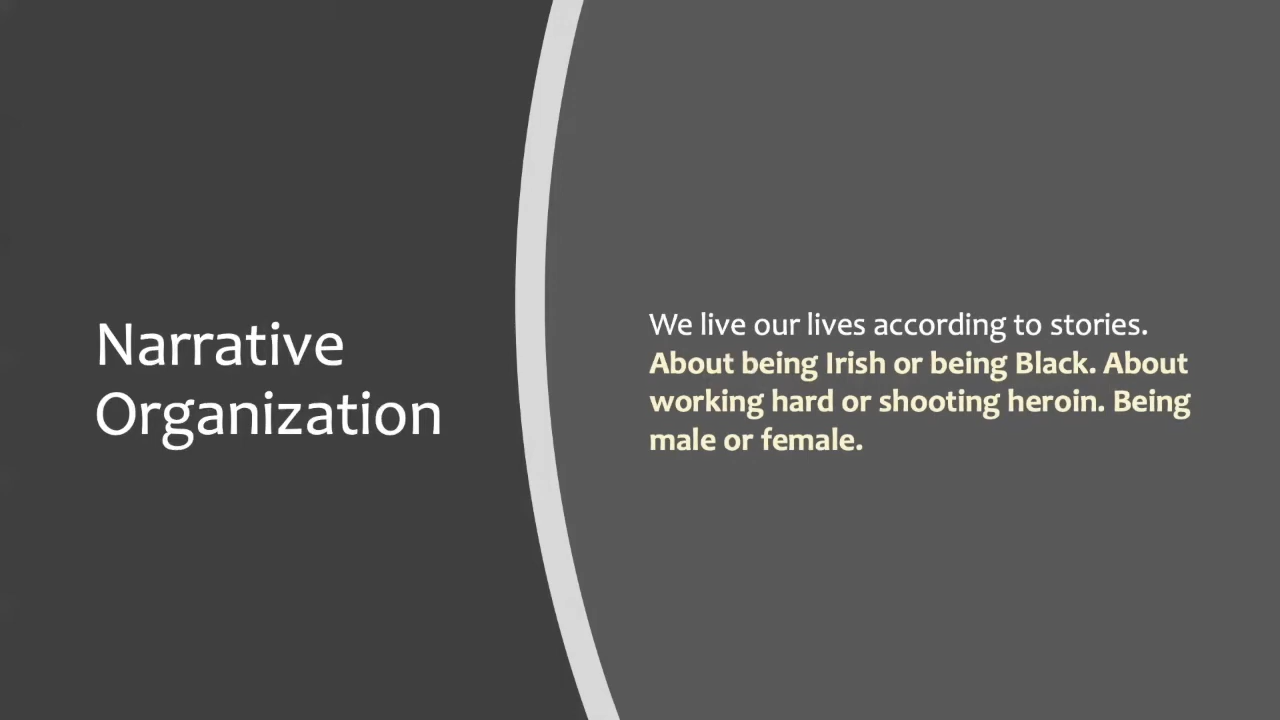 Narrative
Organization
We live our lives according to stories.
About being Irish or being Black. About
working hard or shooting heroin. Being
male or female.